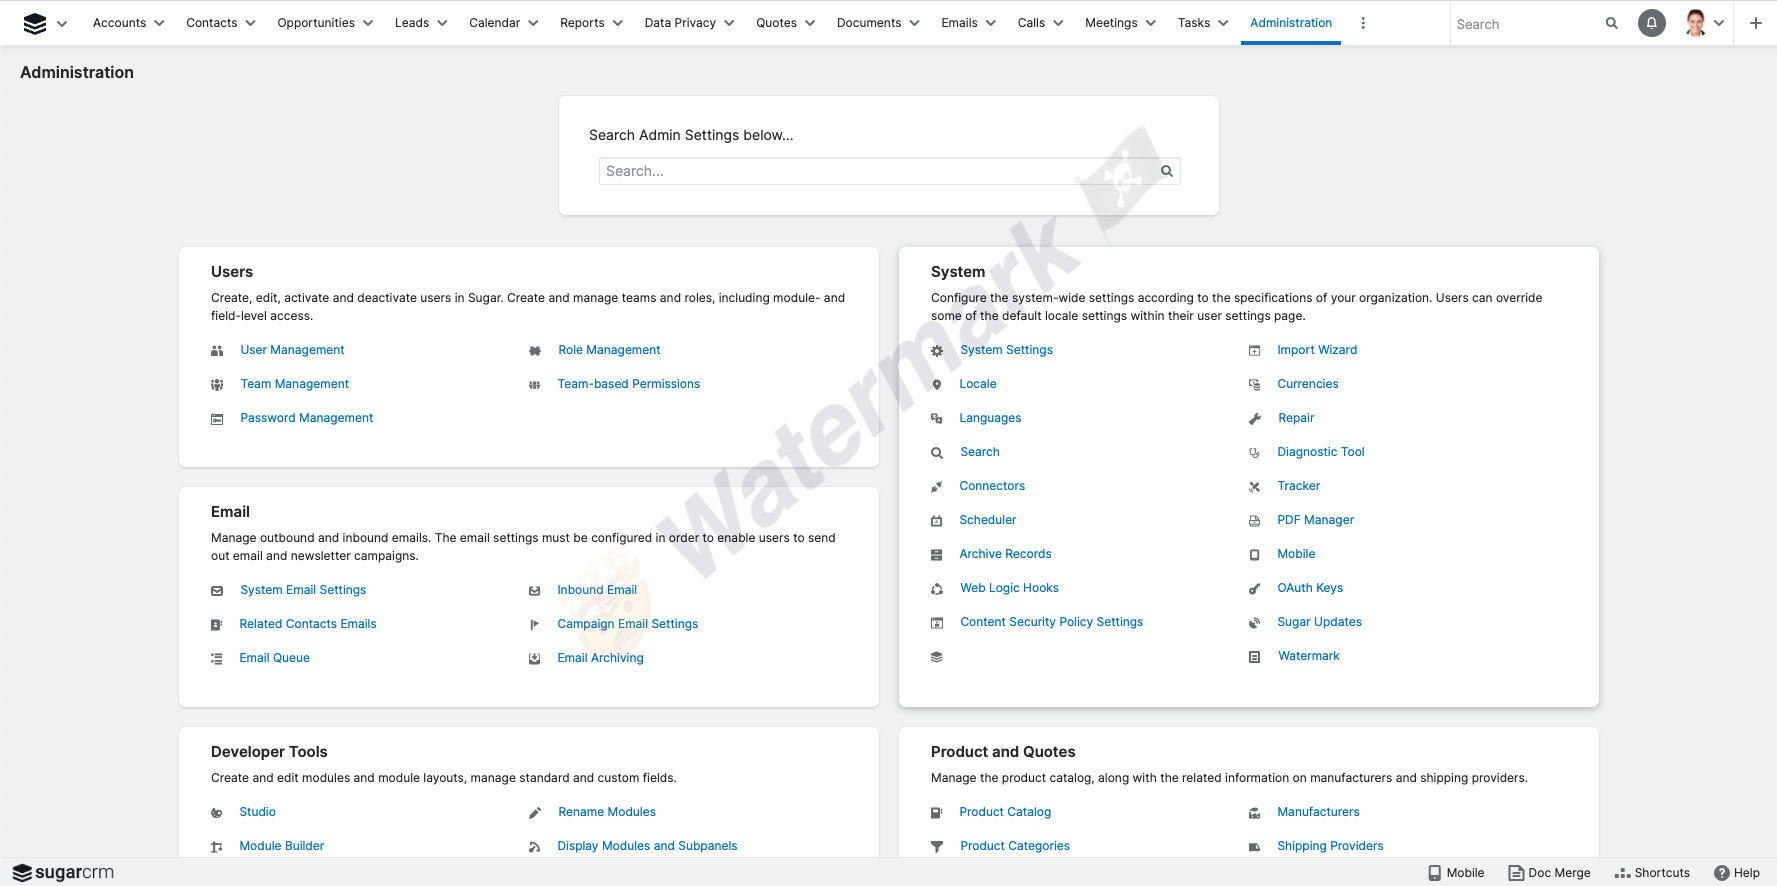 Accounts Contacts Opportunities Leads Calendar Reports Data Privacy Quotes Documents Emails Calls Meetings Tasks Administration Search
Administration
Search Admin Settings below...
Search...
Users
Create, edit, activate and deactivate users in Sugar. Create and manage teams and roles, including module- and
field-level access.
User Management Role Management
Team Management Team-based Permissions
Password Management
System
Configure the system-wide settings according to the specifications of your organization. Users can override
some of the default locale settings within their user settings page.
System Settings Import Wizard
Locale Currencies
Languages Repair
Search Diagnostic Tool
Connectors Tracker
Scheduler PDF Manager
Archive Records Mobile
Web Logic Hooks OAuth Keys
Content Security Policy Settings Sugar Updates
Watermark
Email
Manage outbound and inbound emails. The email settings must be configured in order to enable users to send
out email and newsletter campaigns.
System Email Settings Inbound Email
Related Contacts Emails Campaign Email Settings
Email Queue Email Archiving
Developer Tools
Create and edit modules and module layouts, manage standard and custom fields.
Studio Rename Modules
Module Builder Display Modules and Subpanels
Product and Quotes
Manage the product catalog, along with the related information on manufacturers and shipping providers.
Product Catalog Manufacturers
Product Categories Shipping Providers
Watermark
sugarcrm Mobile Doc Merge Shortcuts Help